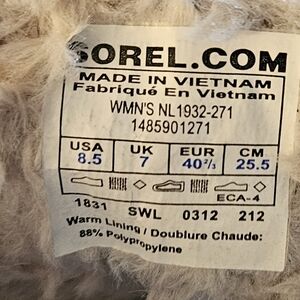 SOREL.COM
MADE IN VIETNAM
Fabriqué En Vietnam
WMN'S NL1932-271
1485901271
USA UK EUR CM
8.5 7 40²/₃ 25.5
ECA-4
1831 SWL 0312 212
Warm Lining / Doublure Chaude:
88% Polypropylene